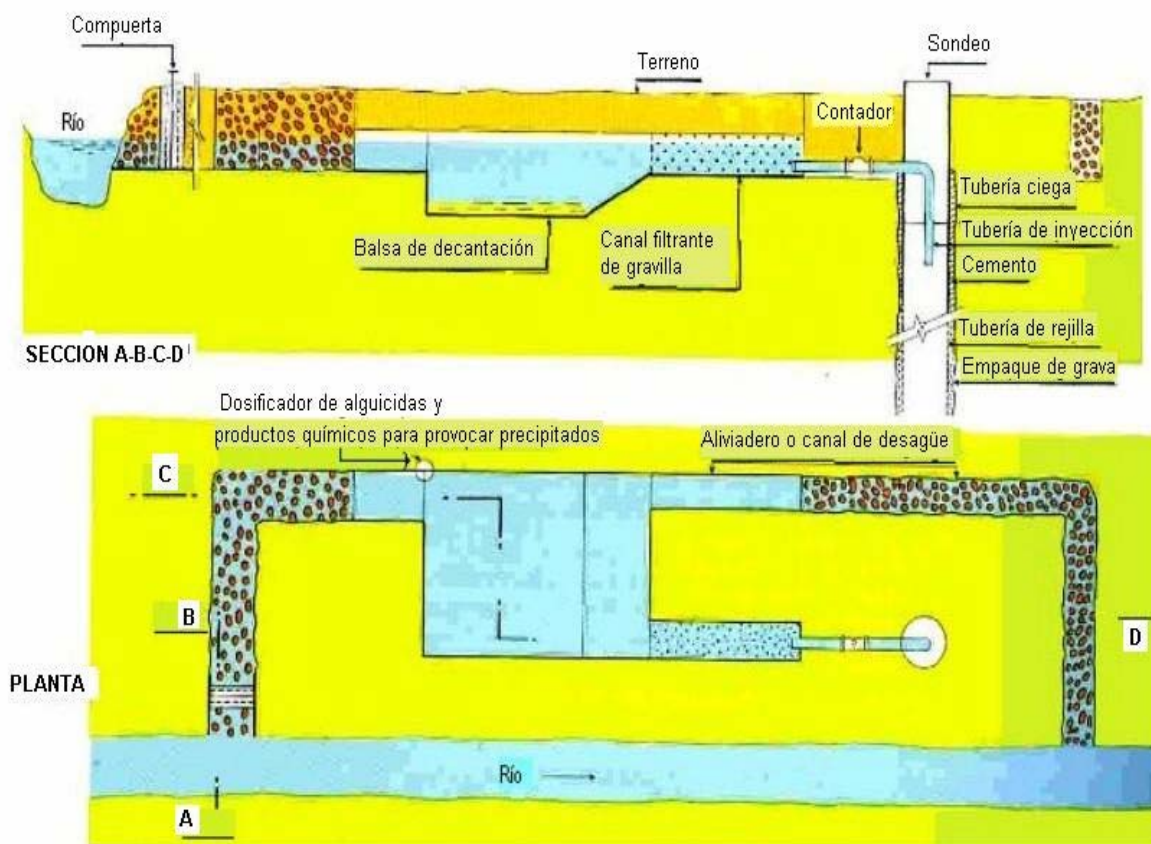 Compuerta
Sondeo
Terreno
Contador
Río
Tubería ciega
Tubería de inyección
Balsa de decantación
Canal filtrante
de gravilla
Cemento
Tubería de rejilla
SECCION A-B-C-D
Empaque de grava
Dosificador de alguicidas y
productos químicos para provocar precipitados
Aliviadero o canal de desagüe
C
B
D
PLANTA
Río
A